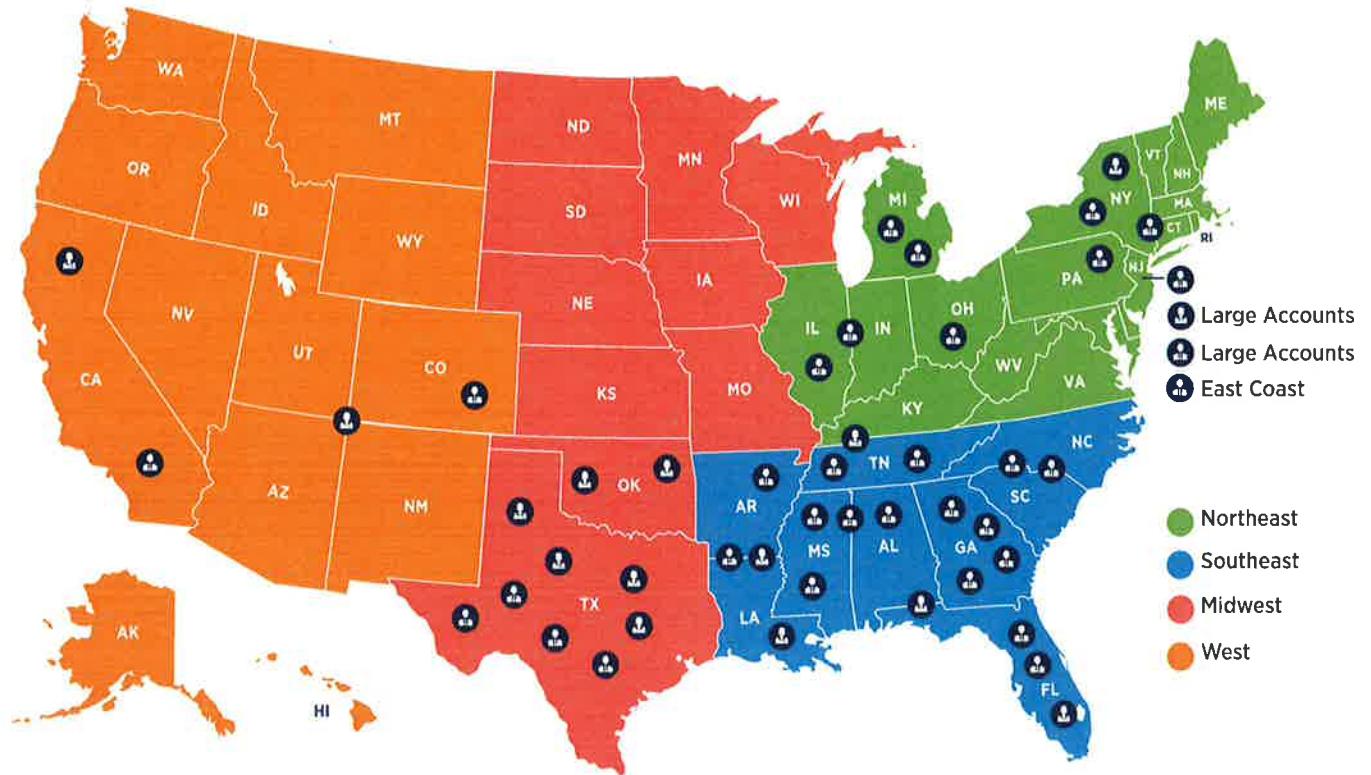 WA
MT
ND
MN
ME
OR
ID
SD
WI
MI
VT
NH
NY
MA
CT
RI
WY
IA
PA
NJ
NE
NV
UT
CO
IL
IN
OH
Large Accounts
WV
Large Accounts
CA
KS
MO
KY
VA
East Coast
AZ
NM
OK
AR
TN
NC
SC
MS
AL
GA
Northeast
TX
LA
Southeast
Midwest
AK
HI
FL
West